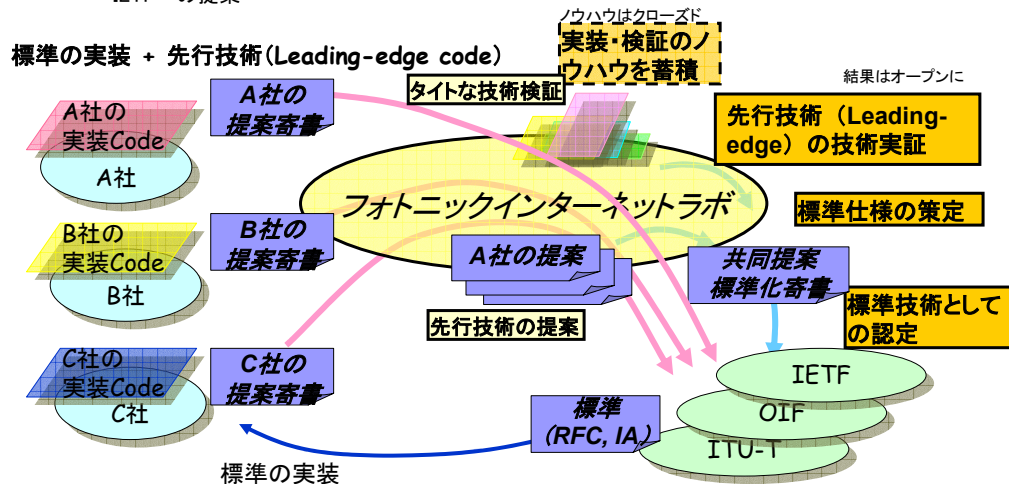 標準の実装 + 先行技術(Leading-edge code)
ノウハウはクローズド
実装・検証のノ
ウハウを蓄積
結果はオープンに
タイトな技術検証
先行技術（Leading-
edge）の技術実証
A社の
実装Code
A社
A社の
提案寄書
フォトニックインターネットラボ
標準仕様の策定
B社の
実装Code
B社
B社の
提案寄書
A社の提案
共同提案
標準化寄書
先行技術の提案
標準技術として
の認定
C社の
実装Code
C社
C社の
提案寄書
標準
（RFC, IA）
IETF
OIF
ITU-T
標準の実装